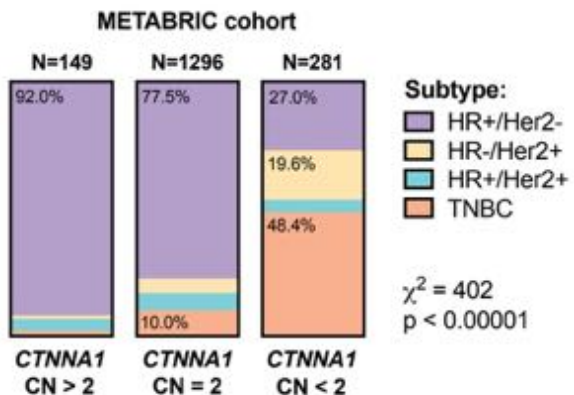 METABRIC cohort
N=149 N=1296 N=281
92.0% 77.5% 27.0%
19.6%
48.4%
10.0%
CTNNA1 CTNNA1 CTNNA1
CN > 2 CN = 2 CN < 2
Subtype:
HR+/Her2-
HR-/Her2+
HR+/Her2+
TNBC
χ² = 402
p < 0.00001